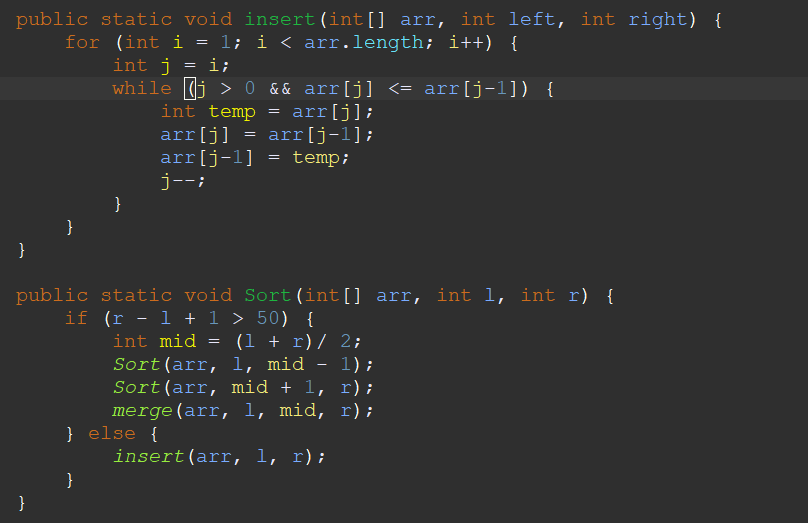 public static void insert(int[] arr, int left, int right) {
    for (int i = 1; i < arr.length; i++) {
        int j = i;
        while (j > 0 && arr[j] <= arr[j-1]) {
            int temp = arr[j];
            arr[j] = arr[j-1];
            arr[j-1] = temp;
            j--;
        }
    }
}

public static void Sort(int[] arr, int l, int r) {
    if (r - l + 1 > 50) {
        int mid = (l + r)/ 2;
        Sort(arr, l, mid - 1);
        Sort(arr, mid + 1, r);
        merge(arr, l, mid, r);
    } else {
        insert(arr, l, r);
    }
}